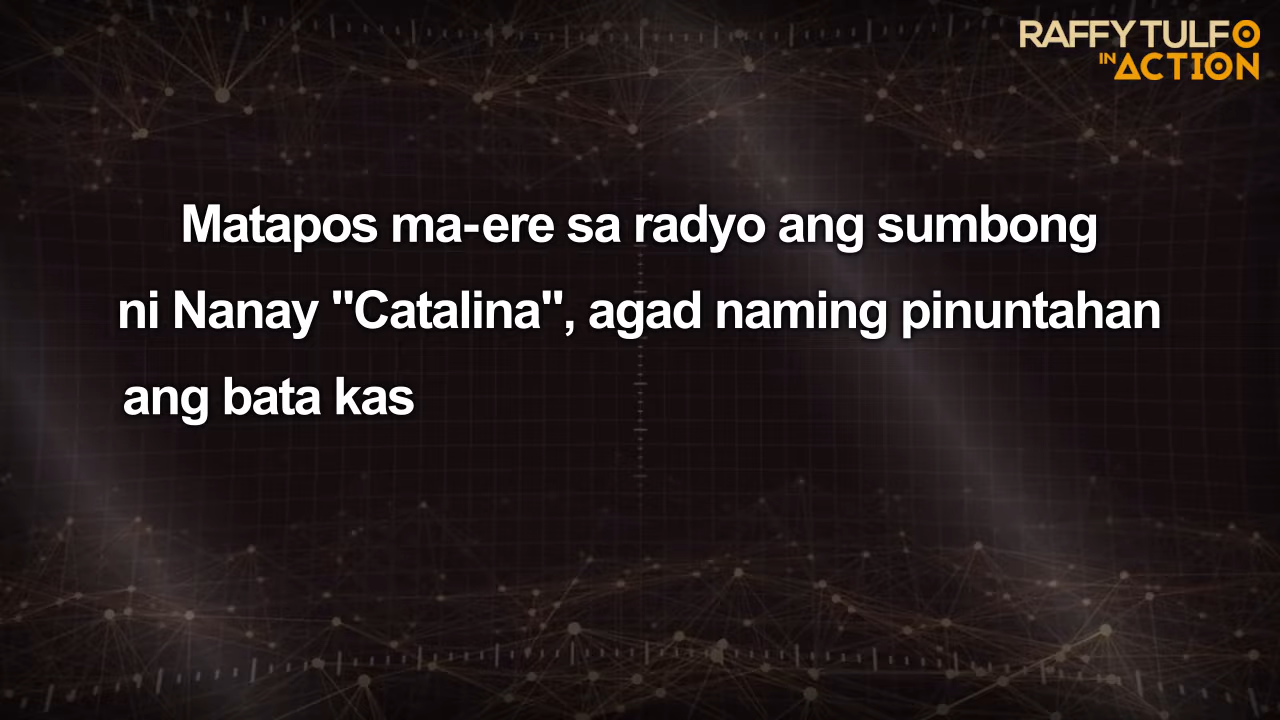 RAFFY TULFO
IN ACTION
Matapos ma-ere sa radyo ang sumbong
ni Nanay "Catalina", agad naming pinuntahan
ang bata kas